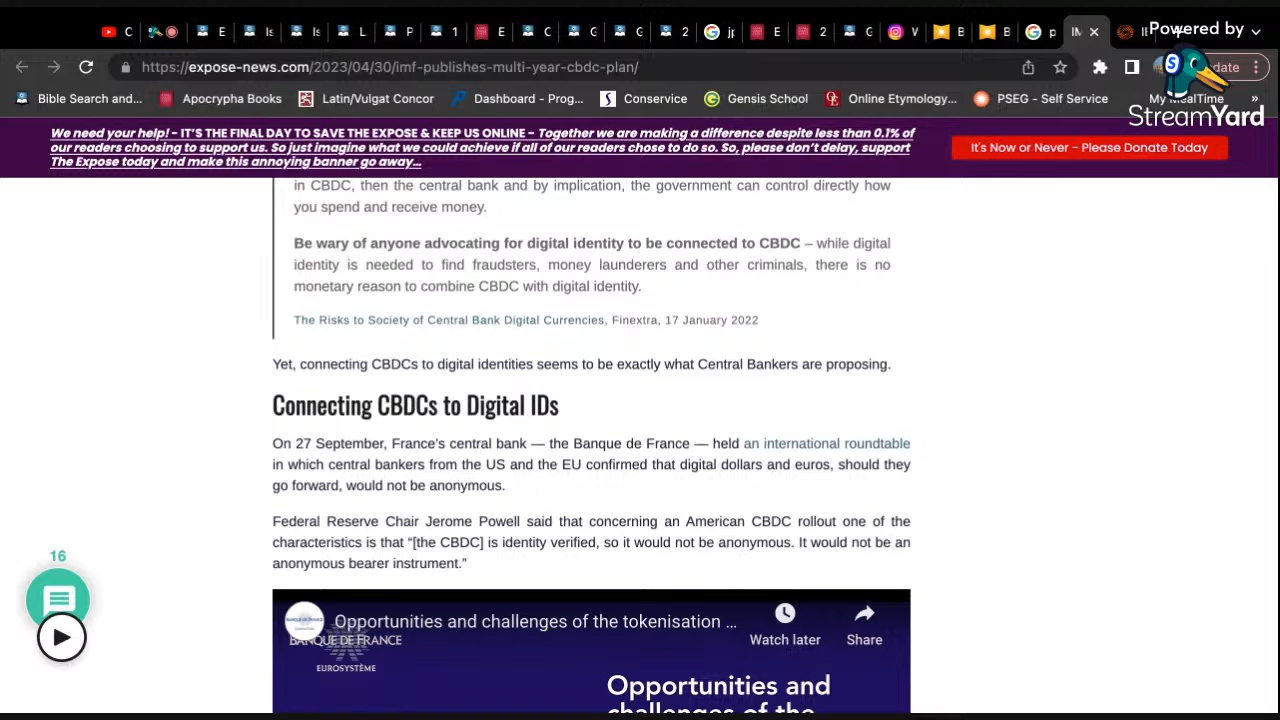 C
E
Is
Is
L
P
1
E
C
G
G
2
jp
E
2
G
V
B
B
p
IM
Powered by
https://expose-news.com/2023/04/30/imf-publishes-multi-year-cbdc-plan/
Bible Search and...
Apocrypha Books
Latin/Vulgat Concor
Dashboard - Prog...
Conservice
Gensis School
Online Etymology...
PSEG - Self Service
My MealTime
»
StreamYard
We need your help! - IT'S THE FINAL DAY TO SAVE THE EXPOSE & KEEP US ONLINE - Together we are making a difference despite less than 0.1% of
our readers choosing to support us. So just imagine what we could achieve if all of our readers chose to do so. So, please don't delay, support
The Expose today and make this annoying banner go away...
It's Now or Never - Please Donate Today
in CBDC, then the central bank and by implication, the government can control directly how
you spend and receive money.
Be wary of anyone advocating for digital identity to be connected to CBDC – while digital
identity is needed to find fraudsters, money launderers and other criminals, there is no
monetary reason to combine CBDC with digital identity.
The Risks to Society of Central Bank Digital Currencies, Finextra, 17 January 2022
Yet, connecting CBDCs to digital identities seems to be exactly what Central Bankers are proposing.
Connecting CBDCs to Digital IDs
On 27 September, France's central bank — the Banque de France — held an international roundtable
in which central bankers from the US and the EU confirmed that digital dollars and euros, should they
go forward, would not be anonymous.
Federal Reserve Chair Jerome Powell said that concerning an American CBDC rollout one of the
characteristics is that “[the CBDC] is identity verified, so it would not be anonymous. It would not be an
anonymous bearer instrument.”
16
Opportunities and challenges of the tokenisation ...
Watch later
Share
BANQUE DE FRANCE
EUROSYSTÈME
Opportunities and
challenges of the